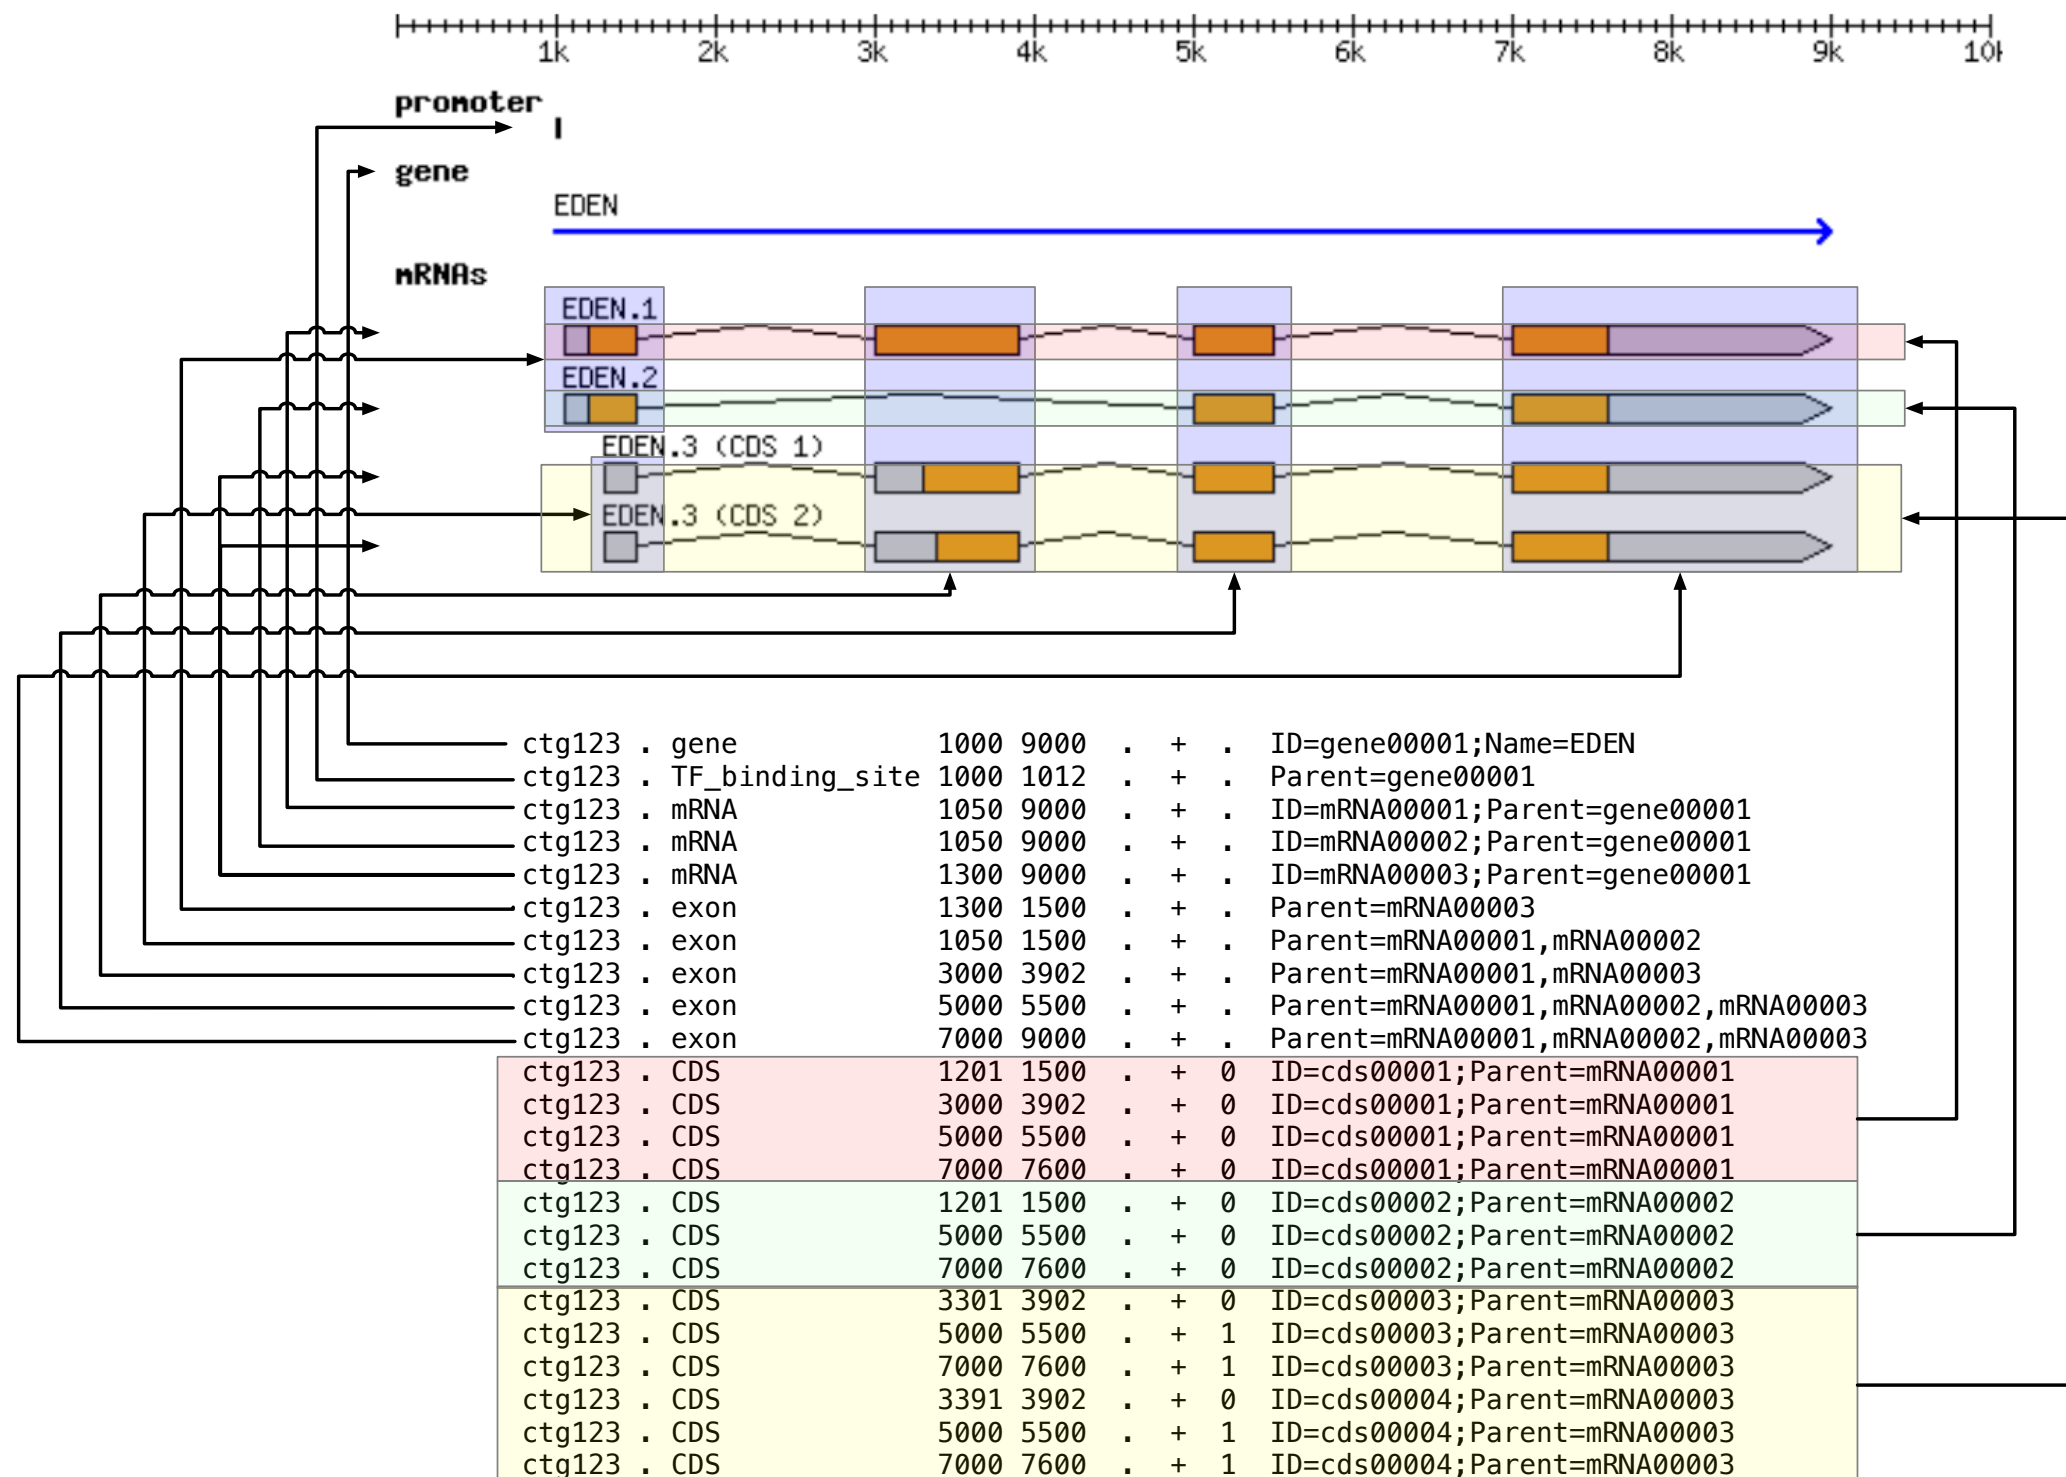 1k 2k 3k 4k 5k 6k 7k 8k 9k 10k
promoter
gene
EDEN
mRNAs
EDEN.1
EDEN.2
EDEN.3 (CDS 1)
EDEN.3 (CDS 2)
ctg123 . gene 1000 9000 . + . ID=gene00001;Name=EDEN
ctg123 . TF_binding_site 1000 1012 . + . Parent=gene00001
ctg123 . mRNA 1050 9000 . + . ID=mRNA00001;Parent=gene00001
ctg123 . mRNA 1050 9000 . + . ID=mRNA00002;Parent=gene00001
ctg123 . mRNA 1300 9000 . + . ID=mRNA00003;Parent=gene00001
ctg123 . exon 1300 1500 . + . Parent=mRNA00003
ctg123 . exon 1050 1500 . + . Parent=mRNA00001,mRNA00002
ctg123 . exon 3000 3902 . + . Parent=mRNA00001,mRNA00003
ctg123 . exon 5000 5500 . + . Parent=mRNA00001,mRNA00002,mRNA00003
ctg123 . exon 7000 9000 . + . Parent=mRNA00001,mRNA00002,mRNA00003
ctg123 . CDS 1201 1500 . + 0 ID=cds00001;Parent=mRNA00001
ctg123 . CDS 3000 3902 . + 0 ID=cds00001;Parent=mRNA00001
ctg123 . CDS 5000 5500 . + 0 ID=cds00001;Parent=mRNA00001
ctg123 . CDS 7000 7600 . + 0 ID=cds00001;Parent=mRNA00001
ctg123 . CDS 1201 1500 . + 0 ID=cds00002;Parent=mRNA00002
ctg123 . CDS 5000 5500 . + 0 ID=cds00002;Parent=mRNA00002
ctg123 . CDS 7000 7600 . + 0 ID=cds00002;Parent=mRNA00002
ctg123 . CDS 3301 3902 . + 0 ID=cds00003;Parent=mRNA00003
ctg123 . CDS 5000 5500 . + 1 ID=cds00003;Parent=mRNA00003
ctg123 . CDS 7000 7600 . + 1 ID=cds00003;Parent=mRNA00003
ctg123 . CDS 3391 3902 . + 0 ID=cds00004;Parent=mRNA00003
ctg123 . CDS 5000 5500 . + 1 ID=cds00004;Parent=mRNA00003
ctg123 . CDS 7000 7600 . + 1 ID=cds00004;Parent=mRNA00003